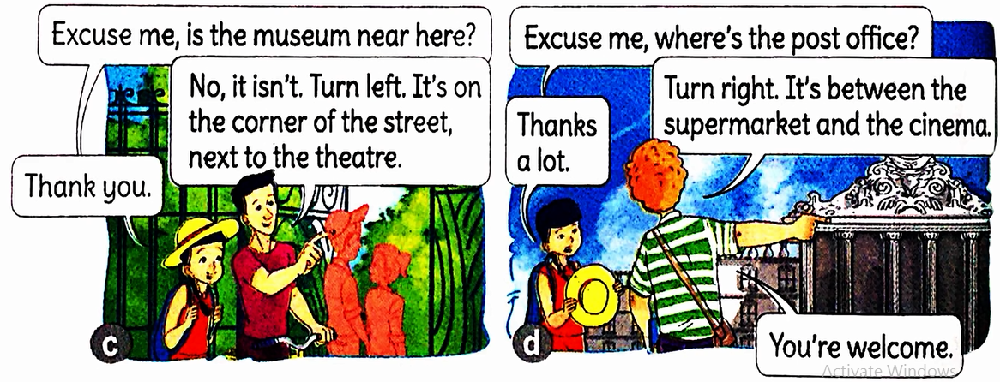 Excuse me, is the museum near here?
No, it isn't. Turn left. It's on
the corner of the street,
next to the theatre.
Thank you.
c
Excuse me, where's the post office?
Turn right. It's between the
supermarket and the cinema.
Thanks
a lot.
You're welcome.
d
Activate Windows